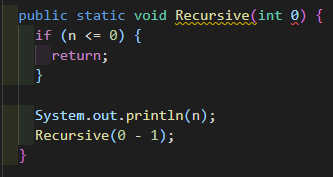 public static void Recursive(int 0) {
if (n <= 0) {
return;
}
System.out.println(n);
Recursive(0 - 1);
}